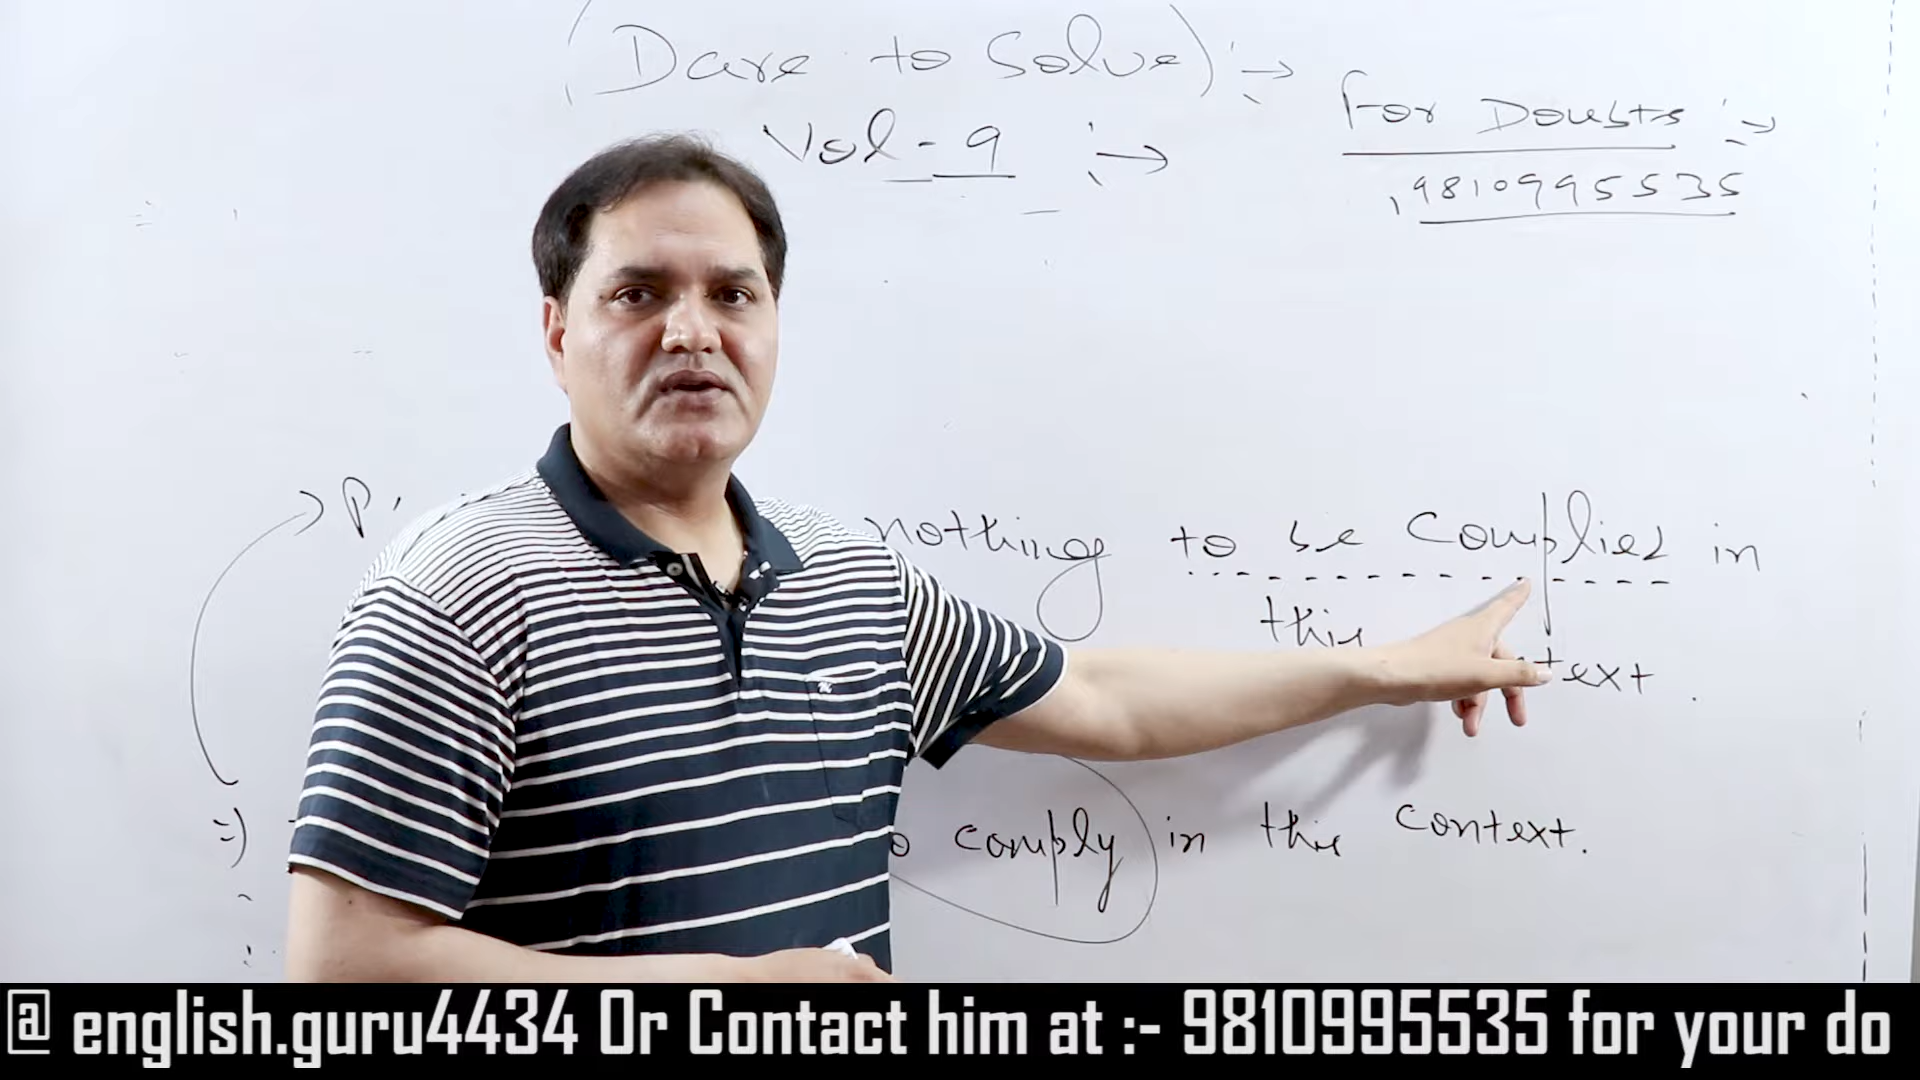 (Dare to Solve) :→
Vol-9 :→
For Doubts :→
9810995535
P. nothing to be Complied in
this text.
=) o comply in this context.
@ english.guru4434 Or Contact him at :- 9810995535 for your do